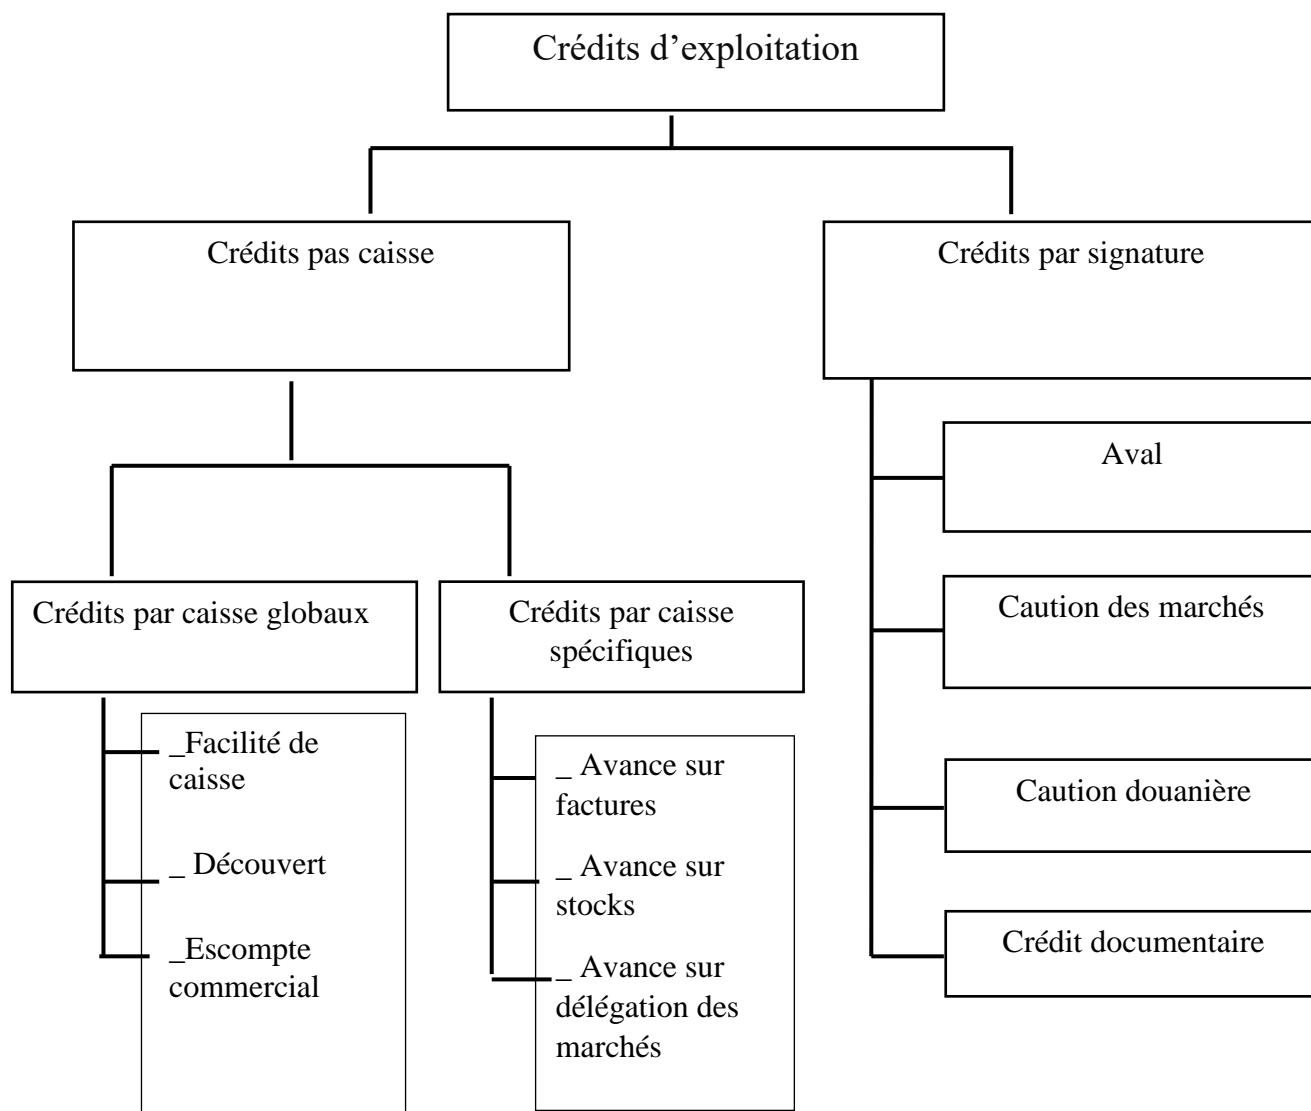 Crédits d’exploitation
Crédits pas caisse
Crédits par signature
Aval
Caution des marchés
Caution douanière
Crédit documentaire
Crédits par caisse globaux
_Facilité de
caisse
_ Découvert
_Escompte
commercial
Crédits par caisse
spécifiques
_ Avance sur
factures
_ Avance sur
stocks
_ Avance sur
délégation des
marchés